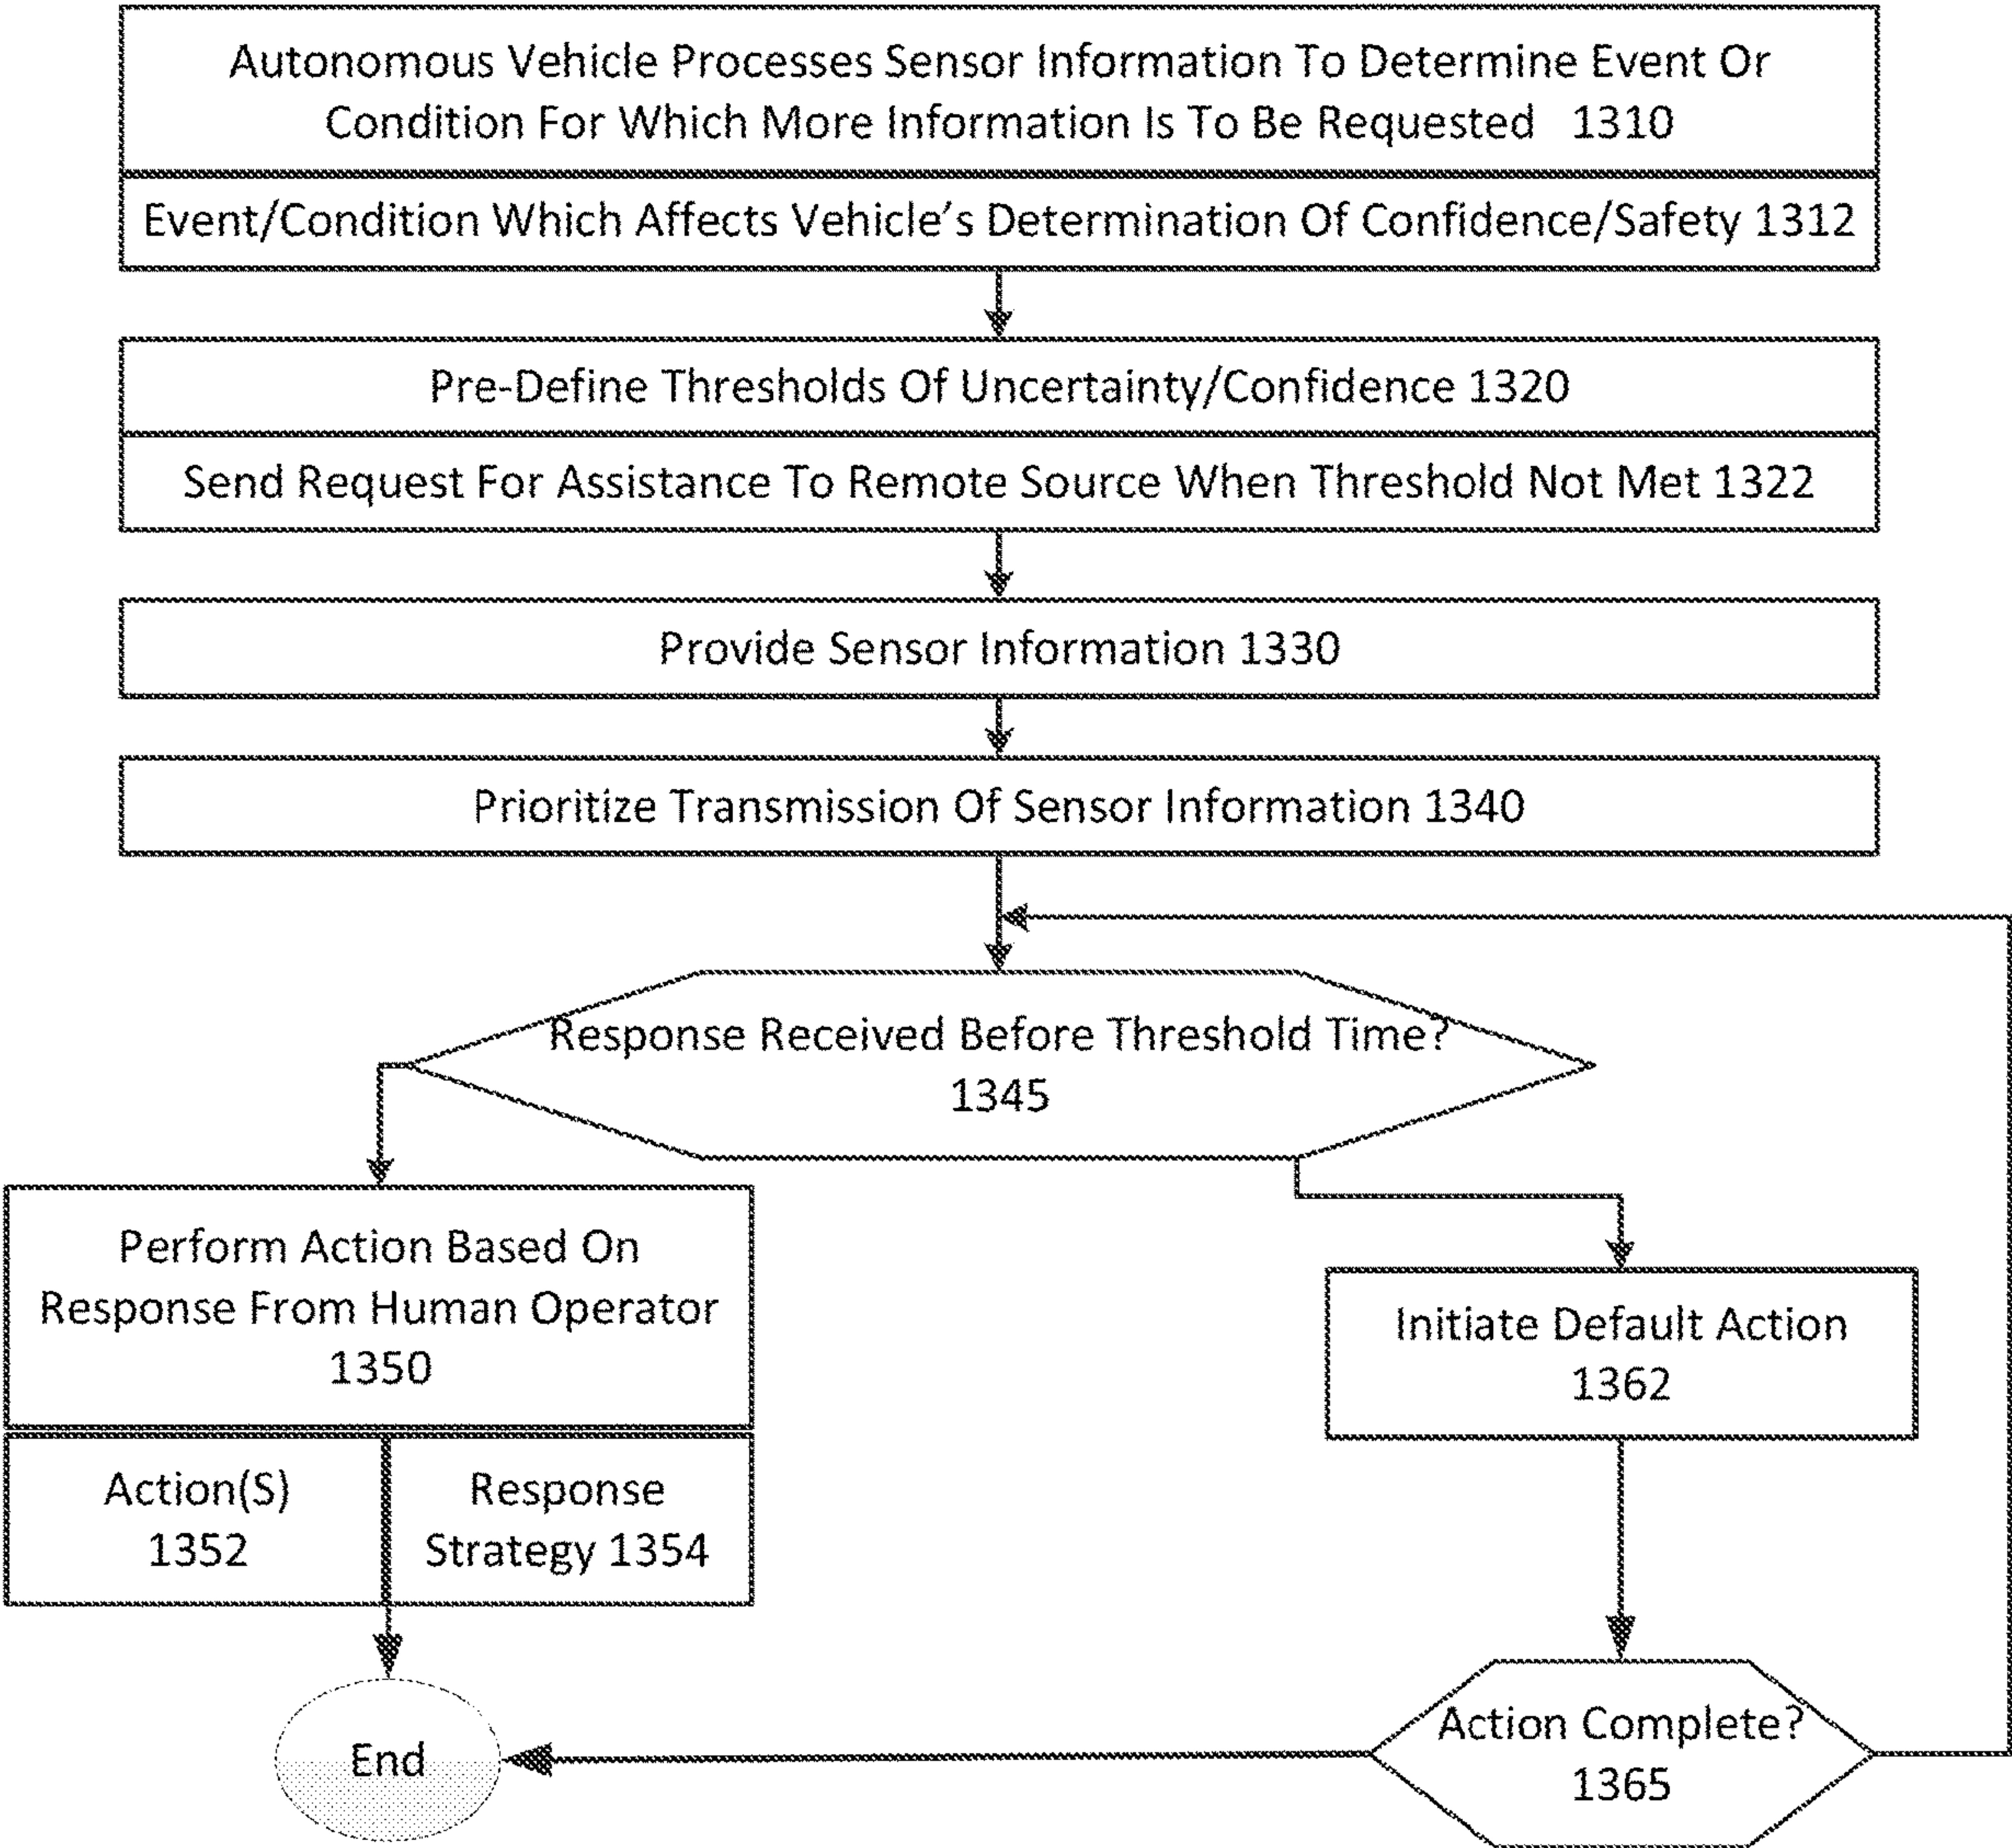 Autonomous Vehicle Processes Sensor Information To Determine Event Or
Condition For Which More Information Is To Be Requested 1310
Event/Condition Which Affects Vehicle's Determination Of Confidence/Safety 1312
Pre-Define Thresholds Of Uncertainty/Confidence 1320
Send Request For Assistance To Remote Source When Threshold Not Met 1322
Provide Sensor Information 1330
Prioritize Transmission Of Sensor Information 1340
Response Received Before Threshold Time?
1345
Perform Action Based On
Response From Human Operator
1350
Initiate Default Action
1362
Action(S)
1352
Response
Strategy 1354
End
Action Complete?
1365